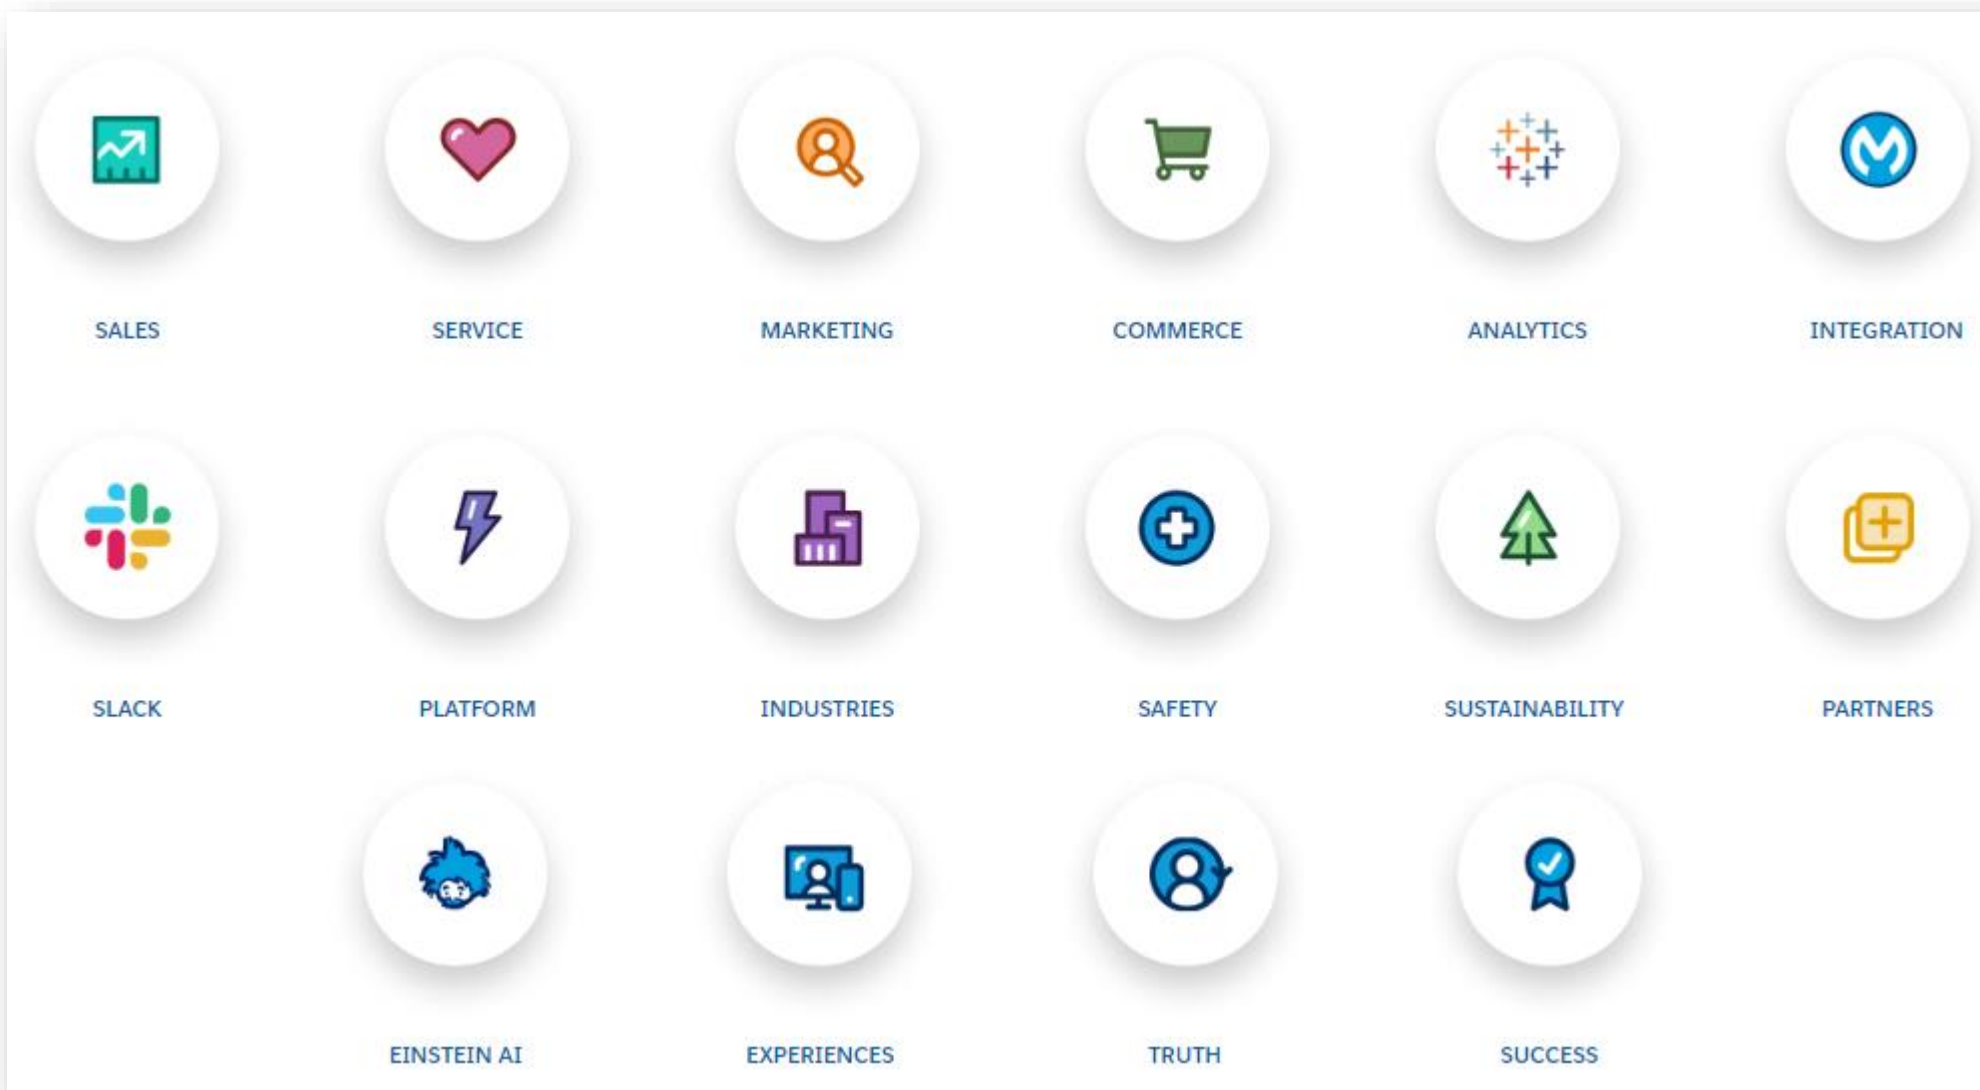 SALES SERVICE MARKETING COMMERCE ANALYTICS INTEGRATION
SLACK PLATFORM INDUSTRIES SAFETY SUSTAINABILITY PARTNERS
EINSTEIN AI EXPERIENCES TRUTH SUCCESS